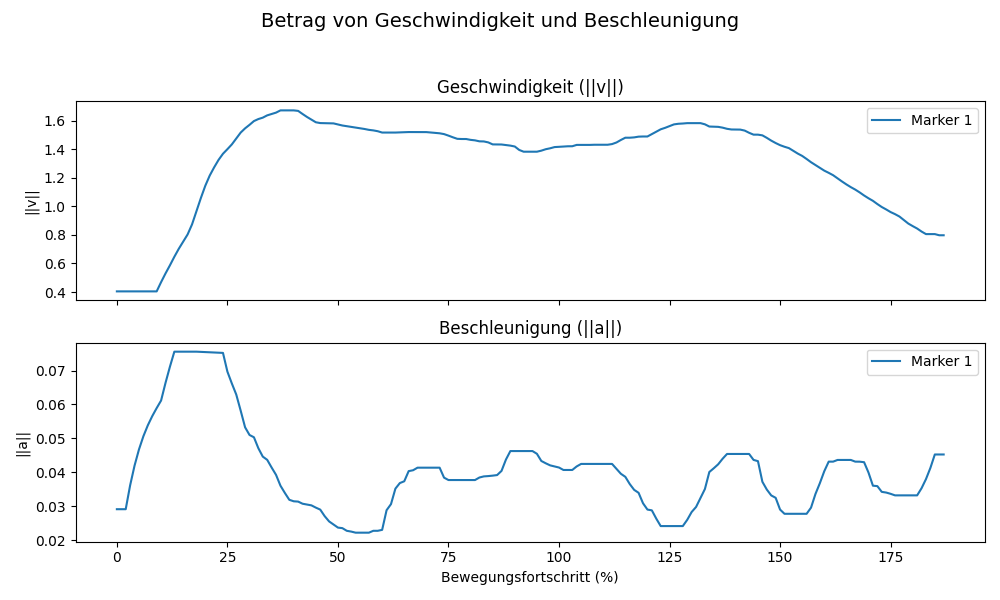 Betrag von Geschwindigkeit und Beschleunigung
Geschwindigkeit (||v||)
Marker 1
||v||
1.6
1.4
1.2
1.0
0.8
0.6
0.4
Beschleunigung (||a||)
Marker 1
||a||
0.07
0.06
0.05
0.04
0.03
0.02
0 25 50 75 100 125 150 175
Bewegungsfortschritt (%)